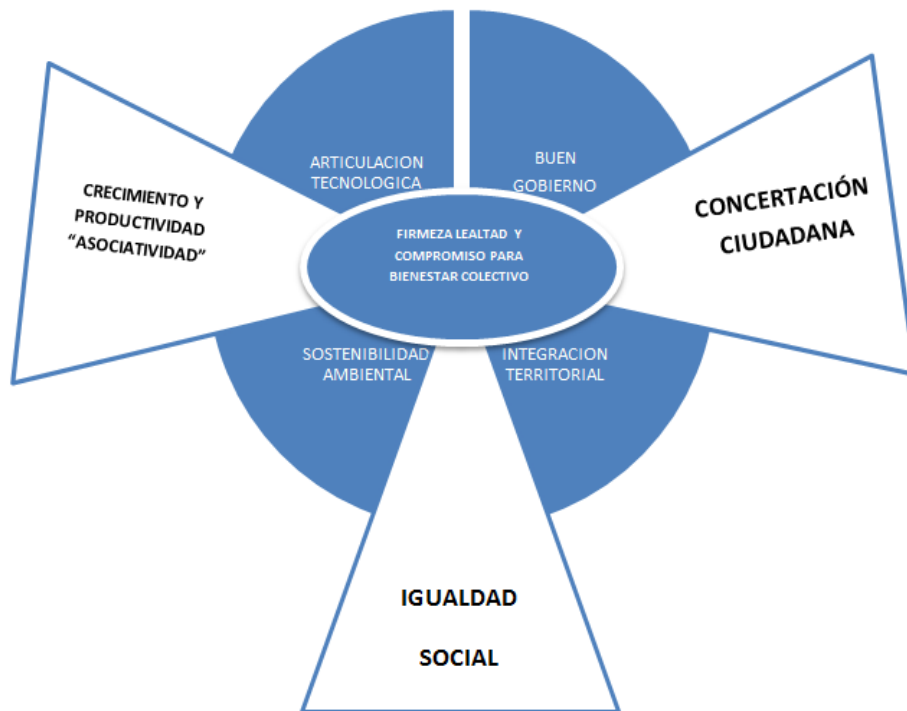 ARTICULACION
TECNOLOGICA
BUEN
GOBIERNO
CRECIMIENTO Y
PRODUCTIVIDAD
“ASOCIATIVIDAD”
CONCERTACIÓN
CIUDADANA
FIRMEZA LEALTAD Y
COMPROMISO PARA
BIENESTAR COLECTIVO
SOSTENIBILIDAD
AMBIENTAL
INTEGRACION
TERRITORIAL
IGUALDAD
SOCIAL